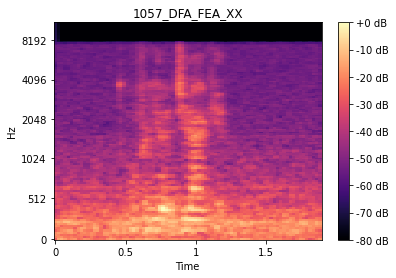 1057_DFA_FEA_XX
+0 dB
8192
-10 dB
4096
-20 dB
-30 dB
2048
Hz
-40 dB
1024
-50 dB
-60 dB
512
-70 dB
0
-80 dB
0
0.5
1
1.5
Time